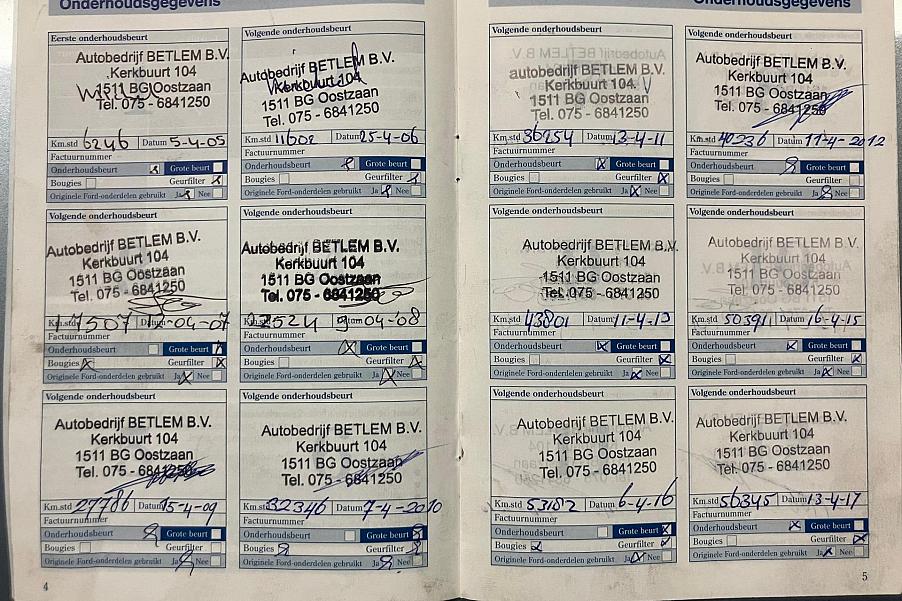 Onderhoudsgegevens
Eerste onderhoudsbeurt
Autobedrijf BETLEM B.V.
Kerkbuurt 104
1511 BG Oostzaan
Tel. 075 - 6841250
Km.std 6246 Datum 5-4-05
Factuurnummer
Onderhoudsbeurt Grote beurt
Bougies Geurfilter
Originele Ford-onderdelen gebruikt Ja Nee
Volgende onderhoudsbeurt
Autobedrijf BETLEM B.V.
Kerkbuurt 104
1511 BG Oostzaan
Tel. 075 - 6841250
Km.std 11602 Datum 25-4-06
Factuurnummer
Onderhoudsbeurt Grote beurt
Bougies Geurfilter
Originele Ford-onderdelen gebruikt Ja Nee
Volgende onderhoudsbeurt
Autobedrijf BETLEM B.V.
Kerkbuurt 104
1511 BG Oostzaan
Tel. 075 - 6841250
Km.std 17507 Datum -04-07
Factuurnummer
Onderhoudsbeurt Grote beurt
Bougies Geurfilter
Originele Ford-onderdelen gebruikt Ja Nee
Volgende onderhoudsbeurt
Autobedrijf BETLEM B.V.
Kerkbuurt 104
1511 BG Oostzaan
Tel. 075 - 6841250
Km.std Datum 9-04-'08
Factuurnummer
Onderhoudsbeurt Grote beurt
Bougies Geurfilter
Originele Ford-onderdelen gebruikt Ja Nee
Volgende onderhoudsbeurt
Autobedrijf BETLEM B.V.
Kerkbuurt 104
1511 BG Oostzaan
Tel. 075 - 6841250
Km.std 27786 Datum 15-4-09
Factuurnummer
Onderhoudsbeurt Grote beurt
Bougies Geurfilter
Originele Ford-onderdelen gebruikt Ja Nee
Volgende onderhoudsbeurt
Autobedrijf BETLEM B.V.
Kerkbuurt 104
1511 BG Oostzaan
Tel. 075 - 6841250
Km.std 32346 Datum 7-4-2010
Factuurnummer
Onderhoudsbeurt Grote beurt
Bougies Geurfilter
Originele Ford-onderdelen gebruikt Ja Nee
4
Onderhoudsgegevens
Volgende onderhoudsbeurt
autobedrijf BETLEM B.V.
Kerkbuurt 104
1511 BG Oostzaan
Tel. 075 - 6841250
Km.std 36254 Datum 13-4-11
Factuurnummer
Onderhoudsbeurt Grote beurt
Bougies Geurfilter
Originele Ford-onderdelen gebruikt Ja Nee
Volgende onderhoudsbeurt
Autobedrijf BETLEM B.V.
Kerkbuurt 104
1511 BG Oostzaan
Tel. 075 - 6841250
Km.std 40236 Datum 11-4-2012
Factuurnummer
Onderhoudsbeurt Grote beurt
Bougies Geurfilter
Originele Ford-onderdelen gebruikt Ja Nee
Volgende onderhoudsbeurt
Autobedrijf BETLEM B.V.
Kerkbuurt 104
1511 BG Oostzaan
Tel. 075 - 6841250
Km.std 43801 Datum 11-4-13
Factuurnummer
Onderhoudsbeurt Grote beurt
Bougies Geurfilter
Originele Ford-onderdelen gebruikt Ja Nee
Volgende onderhoudsbeurt
Autobedrijf BETLEM B.V.
Kerkbuurt 104
1511 BG Oostzaan
Tel. 075 - 6841250
Km.std 50391 Datum 16-4-15
Factuurnummer
Onderhoudsbeurt Grote beurt
Bougies Geurfilter
Originele Ford-onderdelen gebruikt Ja Nee
Volgende onderhoudsbeurt
Autobedrijf BETLEM B.V.
Kerkbuurt 104
1511 BG Oostzaan
Tel. 075 - 6841250
Km.std 53182 Datum 6-4-16
Factuurnummer
Onderhoudsbeurt Grote beurt
Bougies Geurfilter
Originele Ford-onderdelen gebruikt Ja Nee
Volgende onderhoudsbeurt
Autobedrijf BETLEM B.V.
Kerkbuurt 104
1511 BG Oostzaan
Tel. 075 - 6841250
Km.std 56345 Datum 13-4-17
Factuurnummer
Onderhoudsbeurt Grote beurt
Bougies Geurfilter
Originele Ford-onderdelen gebruikt Ja Nee
5